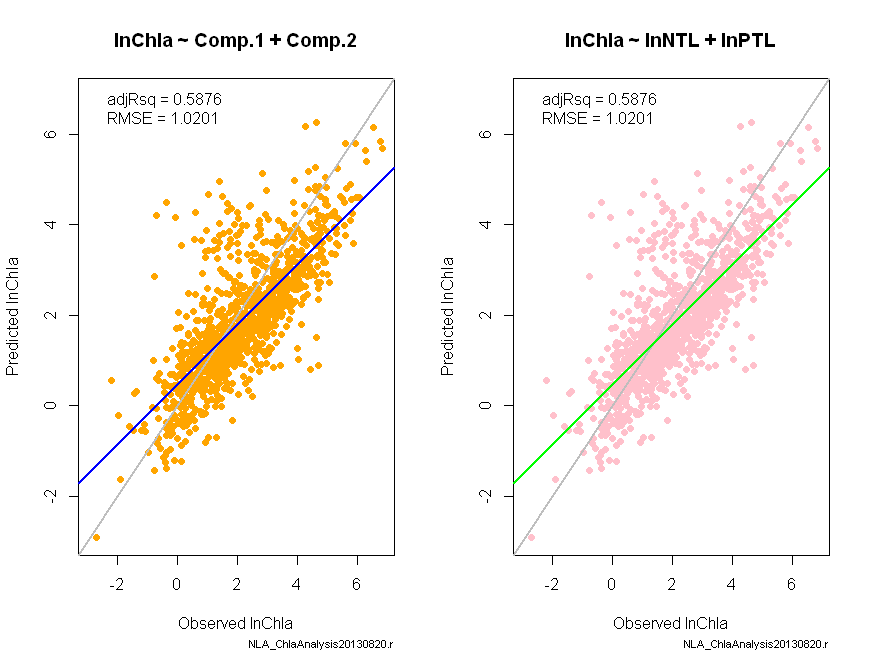 lnChla ~ Comp.1 + Comp.2
adjRsq = 0.5876
RMSE = 1.0201
6
4
2
0
-2
Predicted lnChla
-2 0 2 4 6
Observed lnChla
NLA_ChlaAnalysis20130820.r
lnChla ~ lnNTL + lnPTL
adjRsq = 0.5876
RMSE = 1.0201
6
4
2
0
-2
Predicted lnChla
-2 0 2 4 6
Observed lnChla
NLA_ChlaAnalysis20130820.r